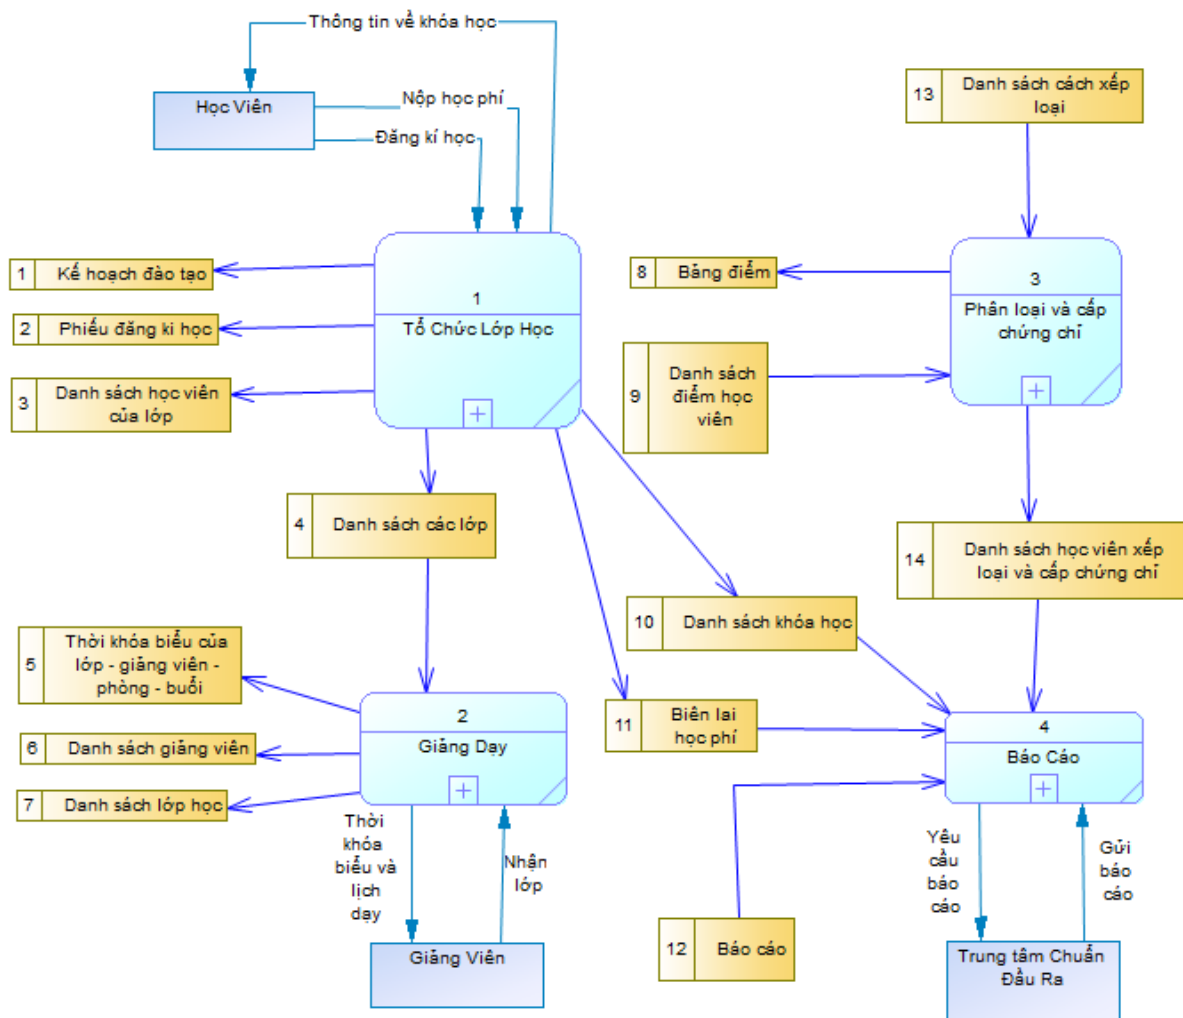 Thông tin về khóa học
Học Viên
Nộp học phí
Đăng kí học
13
Danh sách cách xếp
loại
1
Kế hoạch đào tạo
2
Phiếu đăng kí học
3
Danh sách học viên
của lớp
1
Tổ Chức Lớp Học
8
Bảng điểm
3
Phân loại và cấp
chứng chỉ
9
Danh sách
điểm học
viên
4
Danh sách các lớp
14
Danh sách học viên xếp
loại và cấp chứng chỉ
10
Danh sách khóa học
5
Thời khóa biểu của
lớp - giảng viên -
phòng - buổi
6
Danh sách giảng viên
7
Danh sách lớp học
2
Giảng Dạy
11
Biên lai
học phí
4
Báo Cáo
Thời
khóa
biểu và
lịch
dạy
Nhận
lớp
Yêu
cầu
báo
cáo
Gửi
báo
cáo
Giảng Viên
12
Báo cáo
Trung tâm Chuẩn
Đầu Ra